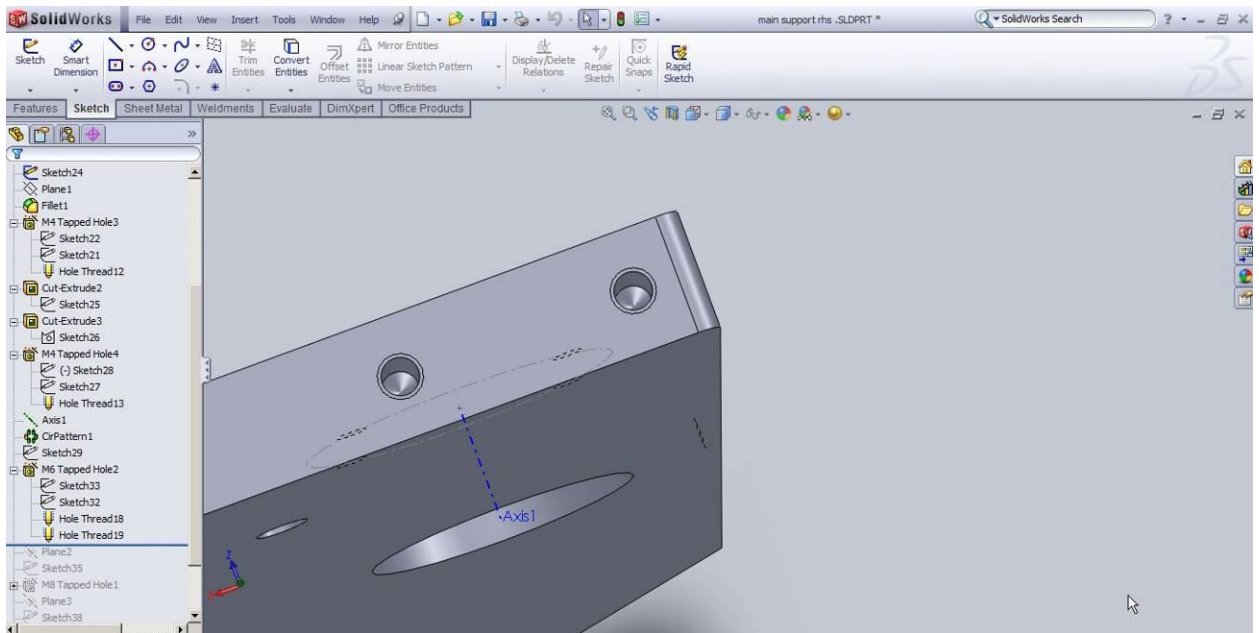 SolidWorks File Edit View Insert Tools Window Help main support rhs .SLDPRT * SolidWorks Search ?
Sketch
Smart
Dimension
Trim
Entities
Convert
Entities
Offset
Entities
Mirror Entities
Linear Sketch Pattern
Move Entities
Display/Delete
Relations
Repair
Sketch
Quick
Snaps
Rapid
Sketch
Features Sketch Sheet Metal Weldments Evaluate DimXpert Office Products
Sketch24
Plane1
Fillet1
M4 Tapped Hole3
Sketch22
Sketch21
Hole Thread12
Cut-Extrude2
Sketch25
Cut-Extrude3
Sketch26
M4 Tapped Hole4
(-) Sketch28
Sketch27
Hole Thread13
Axis1
CirPattern1
Sketch29
M6 Tapped Hole2
Sketch33
Sketch32
Hole Thread18
Hole Thread19
Plane2
Sketch35
M8 Tapped Hole1
Plane3
Sketch38
Axis1
Z